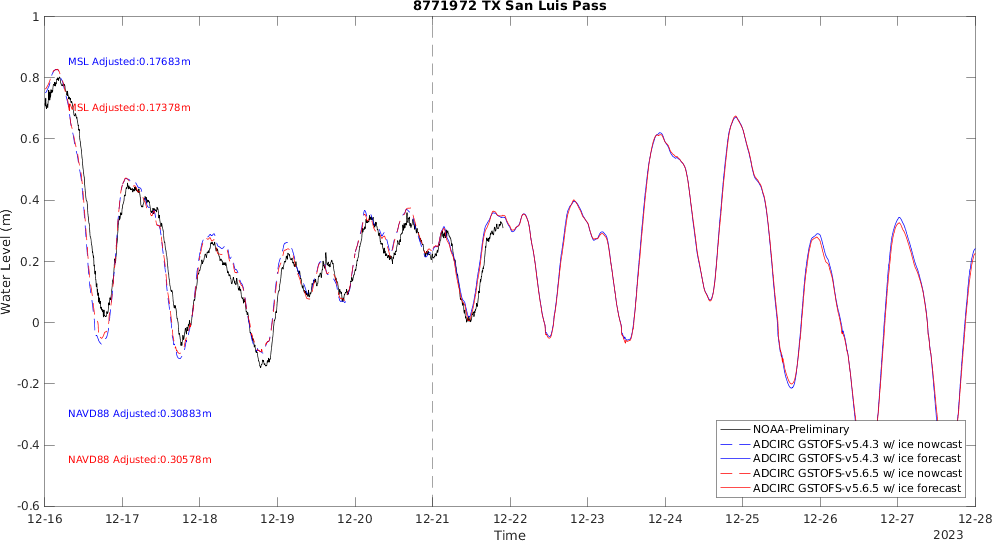 8771972 TX San Luis Pass
1
0.8
0.6
0.4
0.2
0
-0.2
-0.4
-0.6
Water Level (m)
MSL Adjusted:0.17683m
MSL Adjusted:0.17378m
NAVD88 Adjusted:0.30883m
NAVD88 Adjusted:0.30578m
NOAA-Preliminary
ADCIRC GSTOFS-v5.4.3 w/ ice nowcast
ADCIRC GSTOFS-v5.4.3 w/ ice forecast
ADCIRC GSTOFS-v5.6.5 w/ ice nowcast
ADCIRC GSTOFS-v5.6.5 w/ ice forecast
12-16 12-17 12-18 12-19 12-20 12-21 12-22 12-23 12-24 12-25 12-26 12-27 12-28
Time
2023